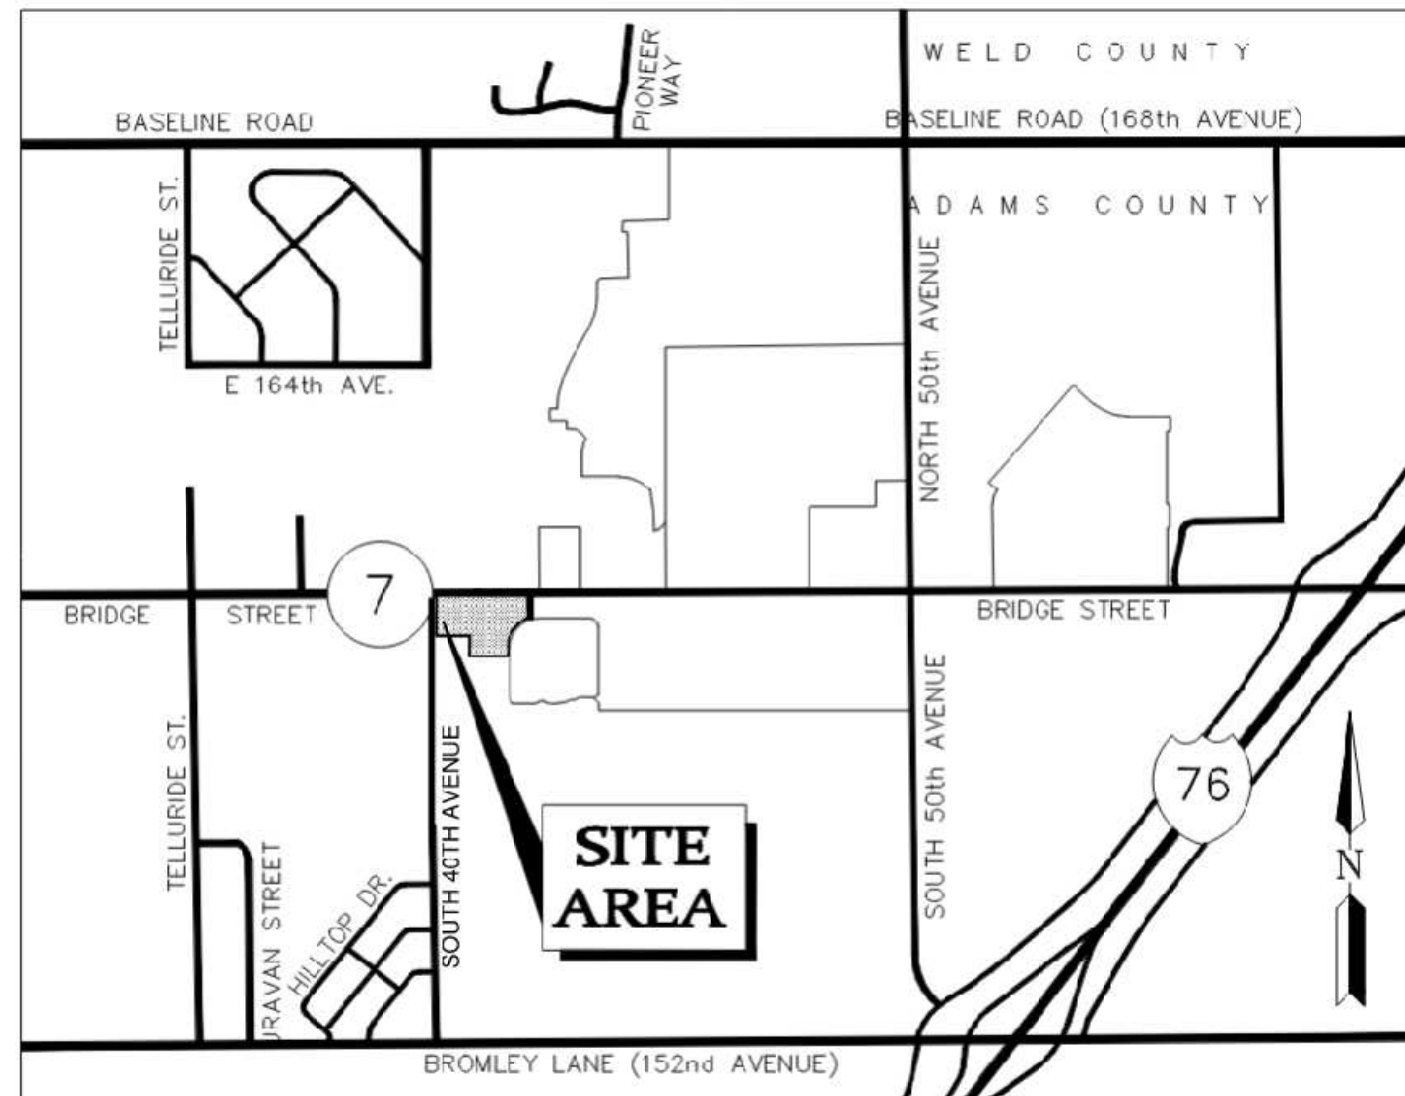 WELD COUNTY
PIONEER
WAY
BASELINE ROAD
BASELINE ROAD (168th AVENUE)
ADAMS COUNTY
TELLURIDE ST.
NORTH 50th AVENUE
E 164th AVE.
7
BRIDGE STREET
BRIDGE STREET
TELLURIDE ST.
SOUTH 40TH AVENUE
SOUTH 50th AVENUE
76
SITE
AREA
N
URAVAN STREET
HILLTOP DR.
BROMLEY LANE (152nd AVENUE)